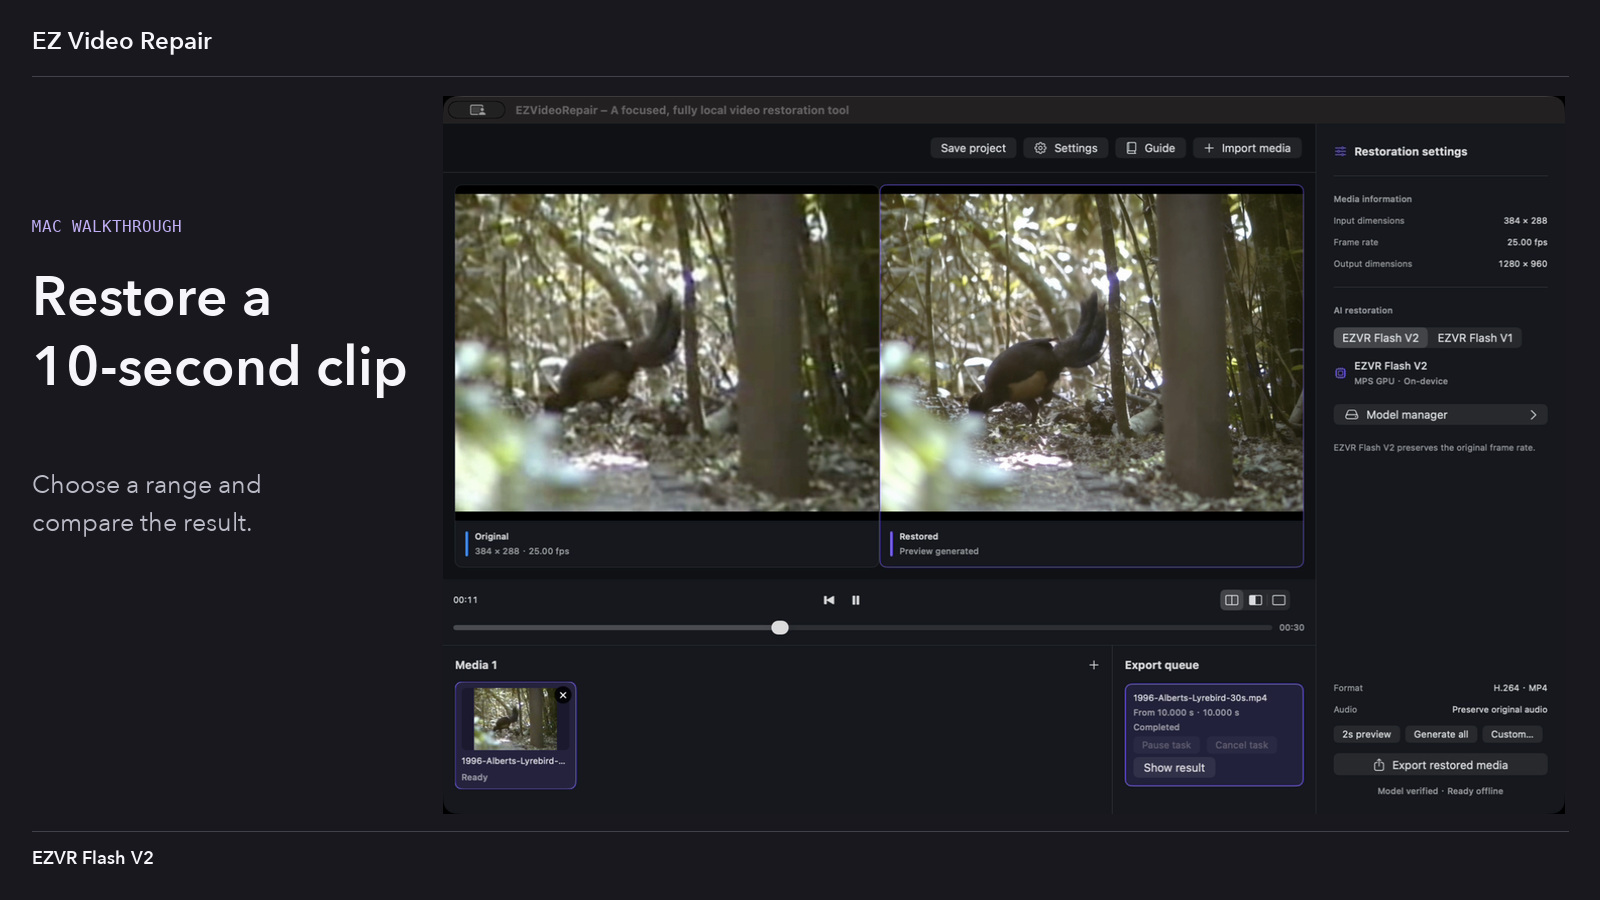 EZ Video Repair
MAC WALKTHROUGH
Restore a
10-second clip
Choose a range and
compare the result.
EZVideoRepair – A focused, fully local video restoration tool
Save project
Settings
Guide
Import media
Original
384 × 288 · 25.00 fps
Restored
Preview generated
00:11
00:30
Media 1
1996-Alberts-Lyrebird-...
Ready
Export queue
1996-Alberts-Lyrebird-30s.mp4
From 10.000 s · 10.000 s
Completed
Pause task
Cancel task
Show result
Restoration settings
Media information
Input dimensions 384 × 288
Frame rate 25.00 fps
Output dimensions 1280 × 960
AI restoration
EZVR Flash V2 EZVR Flash V1
EZVR Flash V2
MPS GPU · On-device
Model manager
EZVR Flash V2 preserves the original frame rate.
Format H.264 · MP4
Audio Preserve original audio
2s preview Generate all Custom...
Export restored media
Model verified · Ready offline
EZVR Flash V2